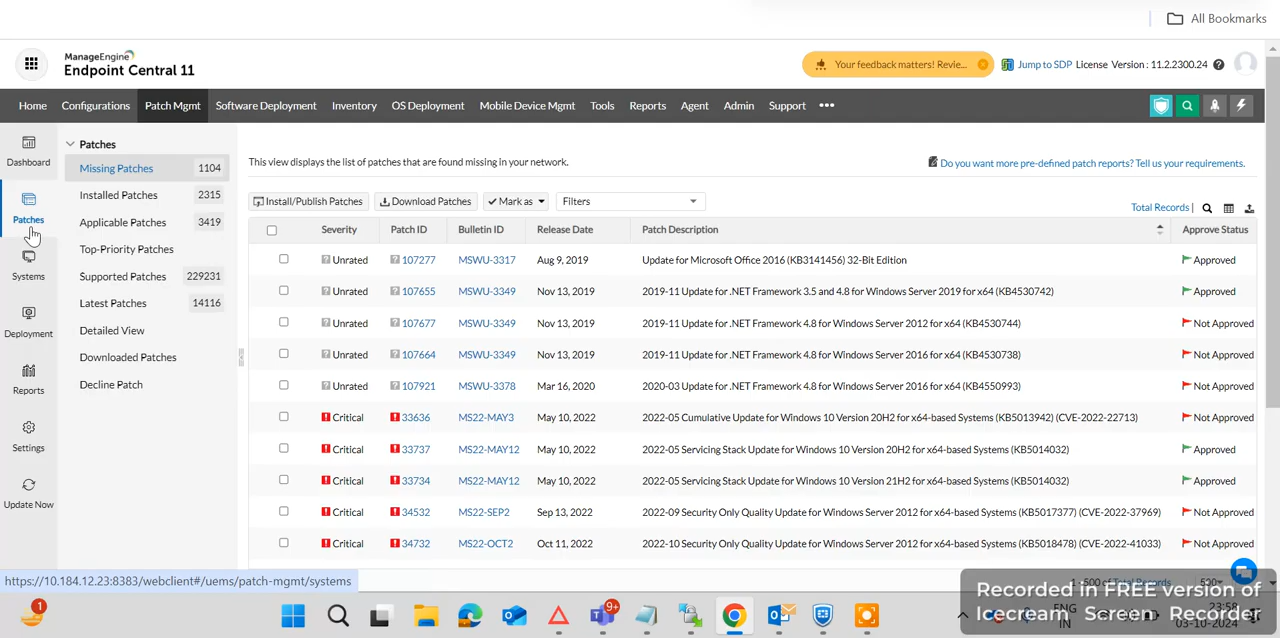 All Bookmarks
ManageEngine
Endpoint Central 11
Your feedback matters! Revie...
Jump to SDP License Version : 11.2.2300.24
Home Configurations Patch Mgmt Software Deployment Inventory OS Deployment Mobile Device Mgmt Tools Reports Agent Admin Support
Dashboard
Patches
Systems
Deployment
Reports
Settings
Update Now
Patches
Missing Patches 1104
Installed Patches 2315
Applicable Patches 3419
Top-Priority Patches
Supported Patches 229231
Latest Patches 14116
Detailed View
Downloaded Patches
Decline Patch
This view displays the list of patches that are found missing in your network.
Do you want more pre-defined patch reports? Tell us your requirements.
Install/Publish Patches Download Patches Mark as Filters
Total Records |
Severity Patch ID Bulletin ID Release Date Patch Description Approve Status
Unrated 107277 MSWU-3317 Aug 9, 2019 Update for Microsoft Office 2016 (KB3141456) 32-Bit Edition Approved
Unrated 107655 MSWU-3349 Nov 13, 2019 2019-11 Update for .NET Framework 3.5 and 4.8 for Windows Server 2019 for x64 (KB4530742) Approved
Unrated 107677 MSWU-3349 Nov 13, 2019 2019-11 Update for .NET Framework 4.8 for Windows Server 2012 for x64 (KB4530744) Not Approved
Unrated 107664 MSWU-3349 Nov 13, 2019 2019-11 Update for .NET Framework 4.8 for Windows Server 2016 for x64 (KB4530738) Not Approved
Unrated 107921 MSWU-3378 Mar 16, 2020 2020-03 Update for .NET Framework 4.8 for Windows Server 2016 for x64 (KB4550993) Not Approved
Critical 33636 MS22-MAY3 May 10, 2022 2022-05 Cumulative Update for Windows 10 Version 20H2 for x64-based Systems (KB5013942) (CVE-2022-22713) Not Approved
Critical 33737 MS22-MAY12 May 10, 2022 2022-05 Servicing Stack Update for Windows 10 Version 20H2 for x64-based Systems (KB5014032) Approved
Critical 33734 MS22-MAY12 May 10, 2022 2022-05 Servicing Stack Update for Windows 10 Version 21H2 for x64-based Systems (KB5014032) Approved
Critical 34532 MS22-SEP2 Sep 13, 2022 2022-09 Security Only Quality Update for Windows Server 2012 for x64-based Systems (KB5017377) (CVE-2022-37969) Not Approved
Critical 34732 MS22-OCT2 Oct 11, 2022 2022-10 Security Only Quality Update for Windows Server 2012 for x64-based Systems (KB5018478) (CVE-2022-41033) Not Approved
https://10.184.12.23:8383/webclient#/uems/patch-mgmt/systems
1 - 500 of Total Records 500
Recorded in FREE version of
Icecream Screen Recorder
1
9+
ENG
IN
23:58
03-10-2024